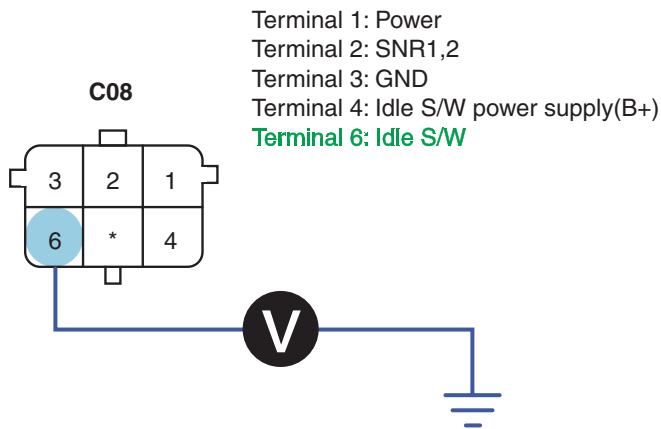 Terminal 1: Power
Terminal 2: SNR1,2
Terminal 3: GND
Terminal 4: Idle S/W power supply(B+)
Terminal 6: Idle S/W
C08
3 2 1
6 * 4
V